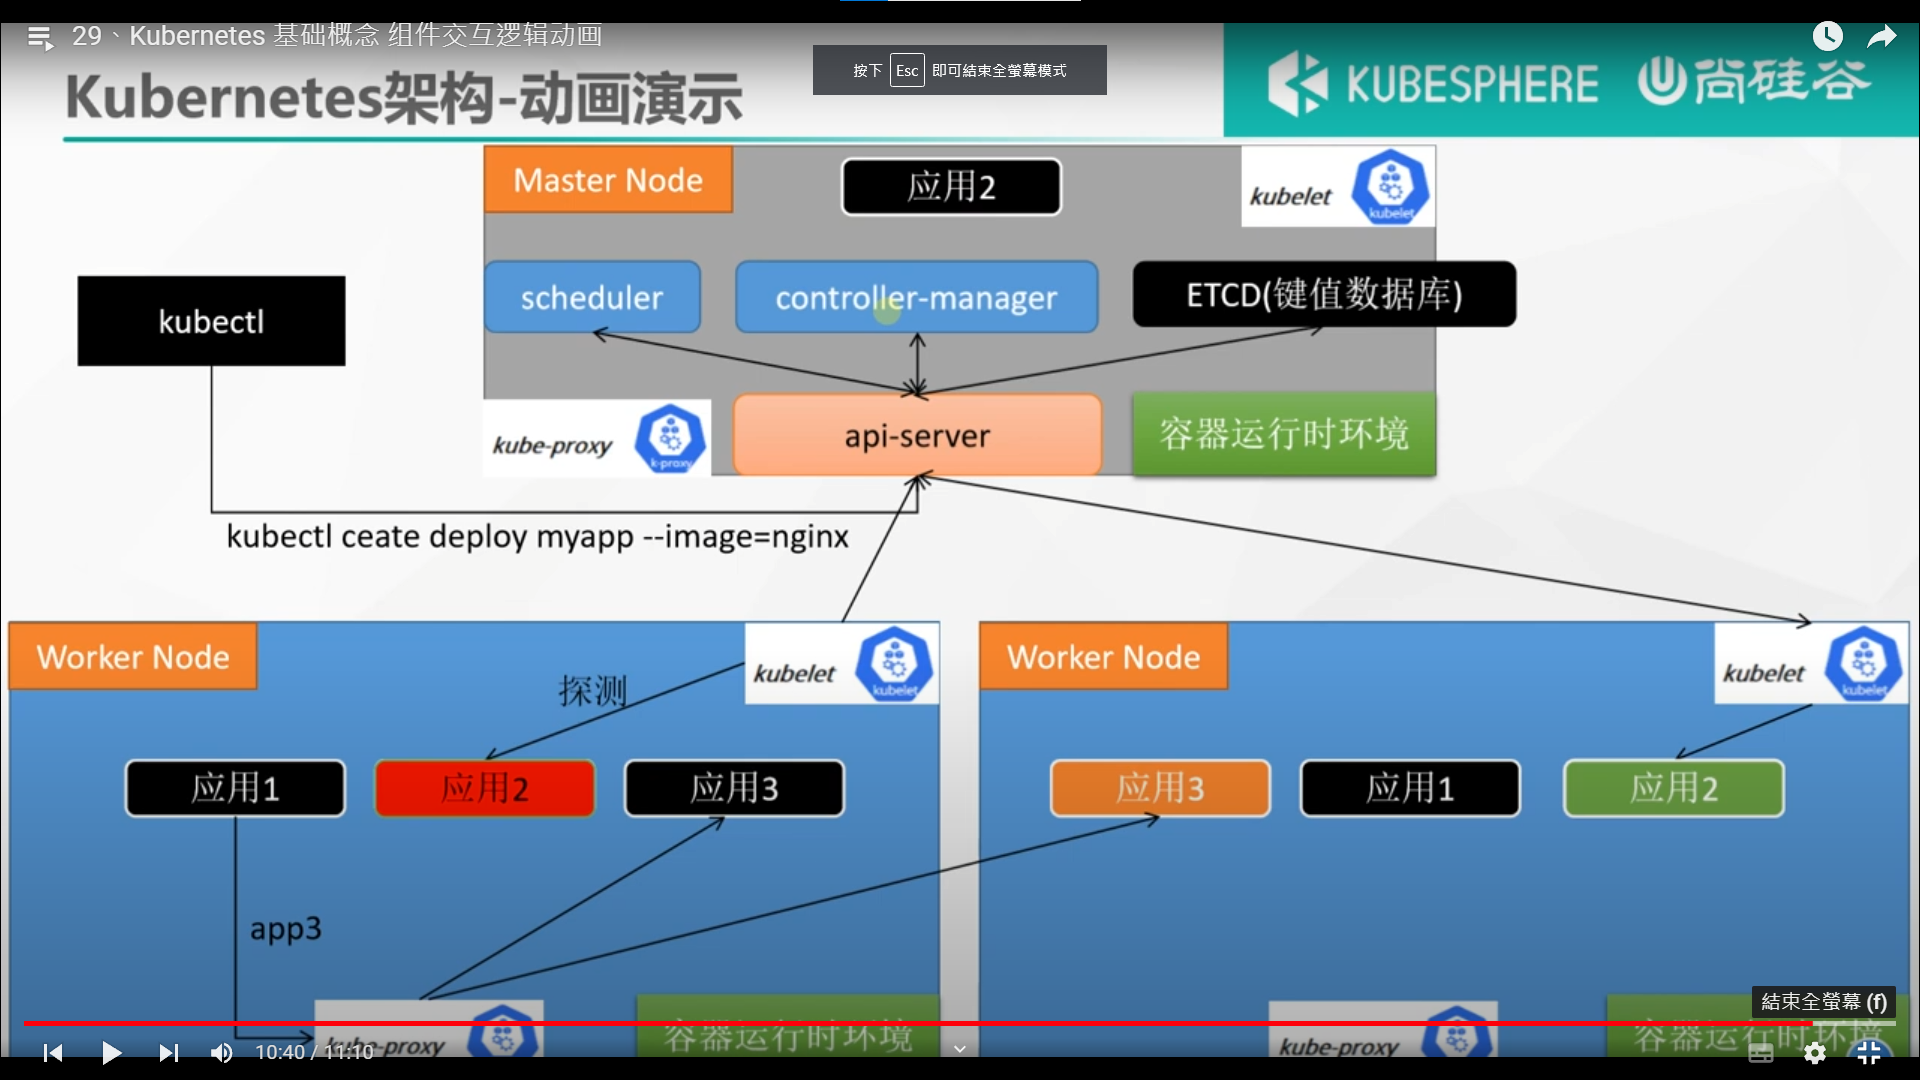 29、Kubernetes 基础概念 组件交互逻辑动画
按下 Esc 即可結束全螢幕模式
Kubernetes架构-动画演示
KUBESPHERE 尚硅谷
Master Node
应用2
kubelet
kubelet
kubectl
scheduler
controller-manager
ETCD(键值数据库)
kube-proxy
k-proxy
api-server
容器运行时环境
kubectl ceate deploy myapp --image=nginx
Worker Node
探测
kubelet
kubelet
应用1
应用2
应用3
app3
kube-proxy
容器运行时环境
Worker Node
kubelet
kubelet
应用3
应用1
应用2
kube-proxy
容器运行时环境
結束全螢幕 (f)
10:40 / 11:10